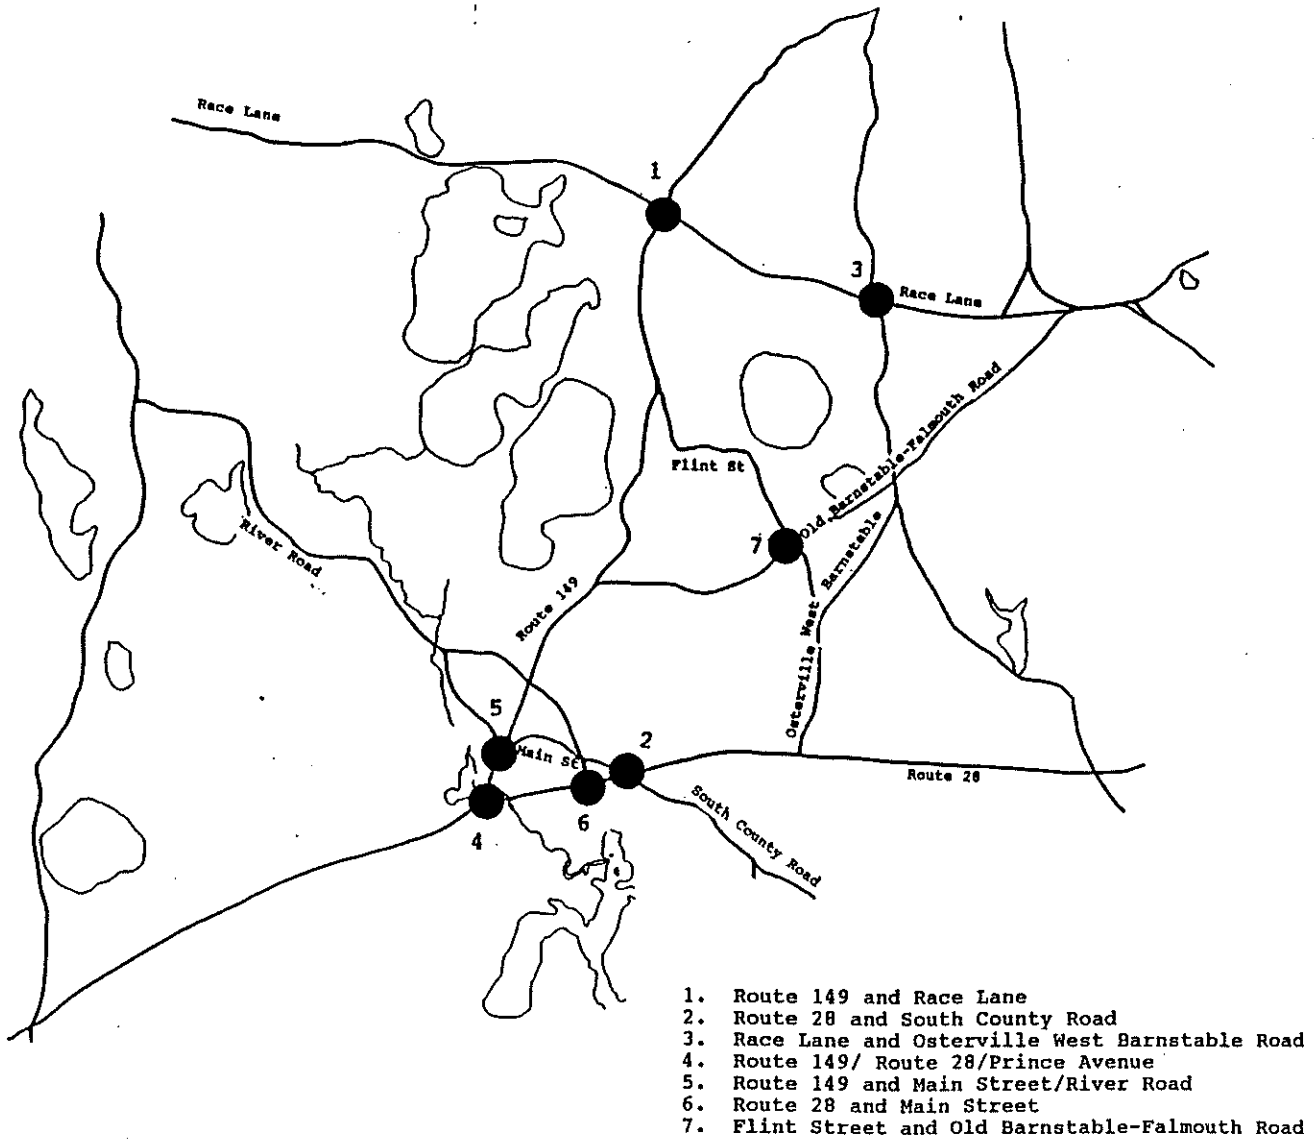 Race Lane
1
3
Race Lane
Flint St
Old Barnstable-Falmouth Road
7
River Road
Route 149
Osterville West Barnstable
5
Main St
2
Route 28
South County Road
4
6
1. Route 149 and Race Lane
2. Route 28 and South County Road
3. Race Lane and Osterville West Barnstable Road
4. Route 149/ Route 28/Prince Avenue
5. Route 149 and Main Street/River Road
6. Route 28 and Main Street
7. Flint Street and Old Barnstable-Falmouth Road